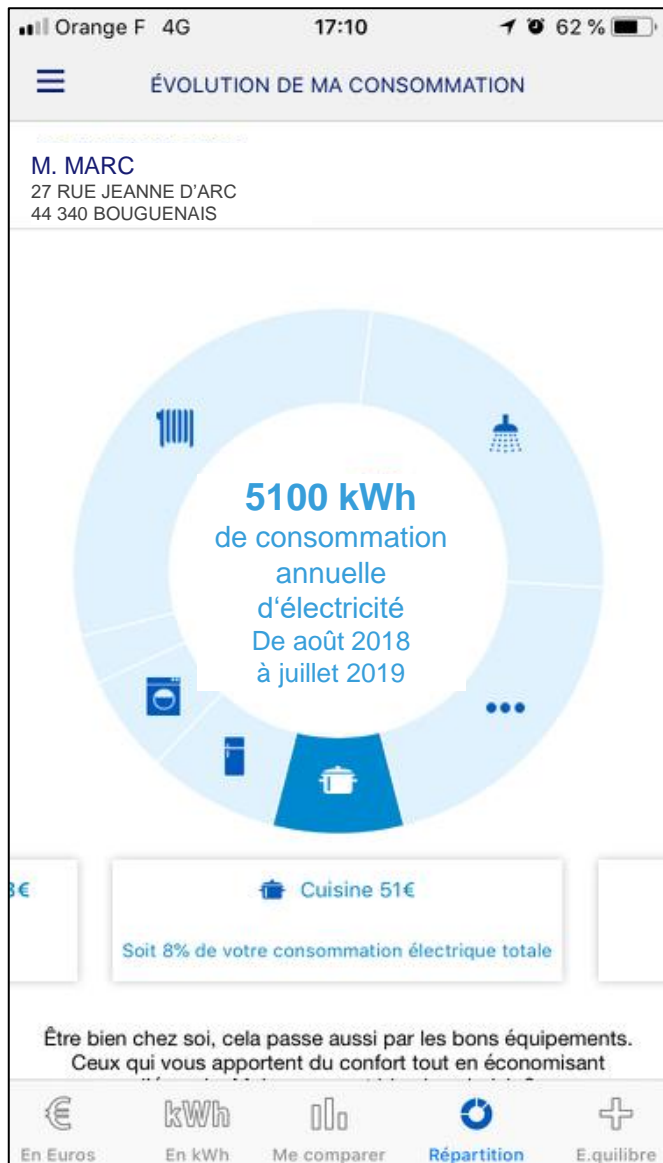 Orange F 4G 17:10 62 %
ÉVOLUTION DE MA CONSOMMATION
M. MARC
27 RUE JEANNE D'ARC
44 340 BOUGUENAIS
5100 kWh
de consommation
annuelle
d'électricité
De août 2018
à juillet 2019
€
Cuisine 51€
Soit 8% de votre consommation électrique totale
Être bien chez soi, cela passe aussi par les bons équipements.
Ceux qui vous apportent du confort tout en économisant
€ kWh
En Euros En kWh Me comparer Répartition E.quilibre